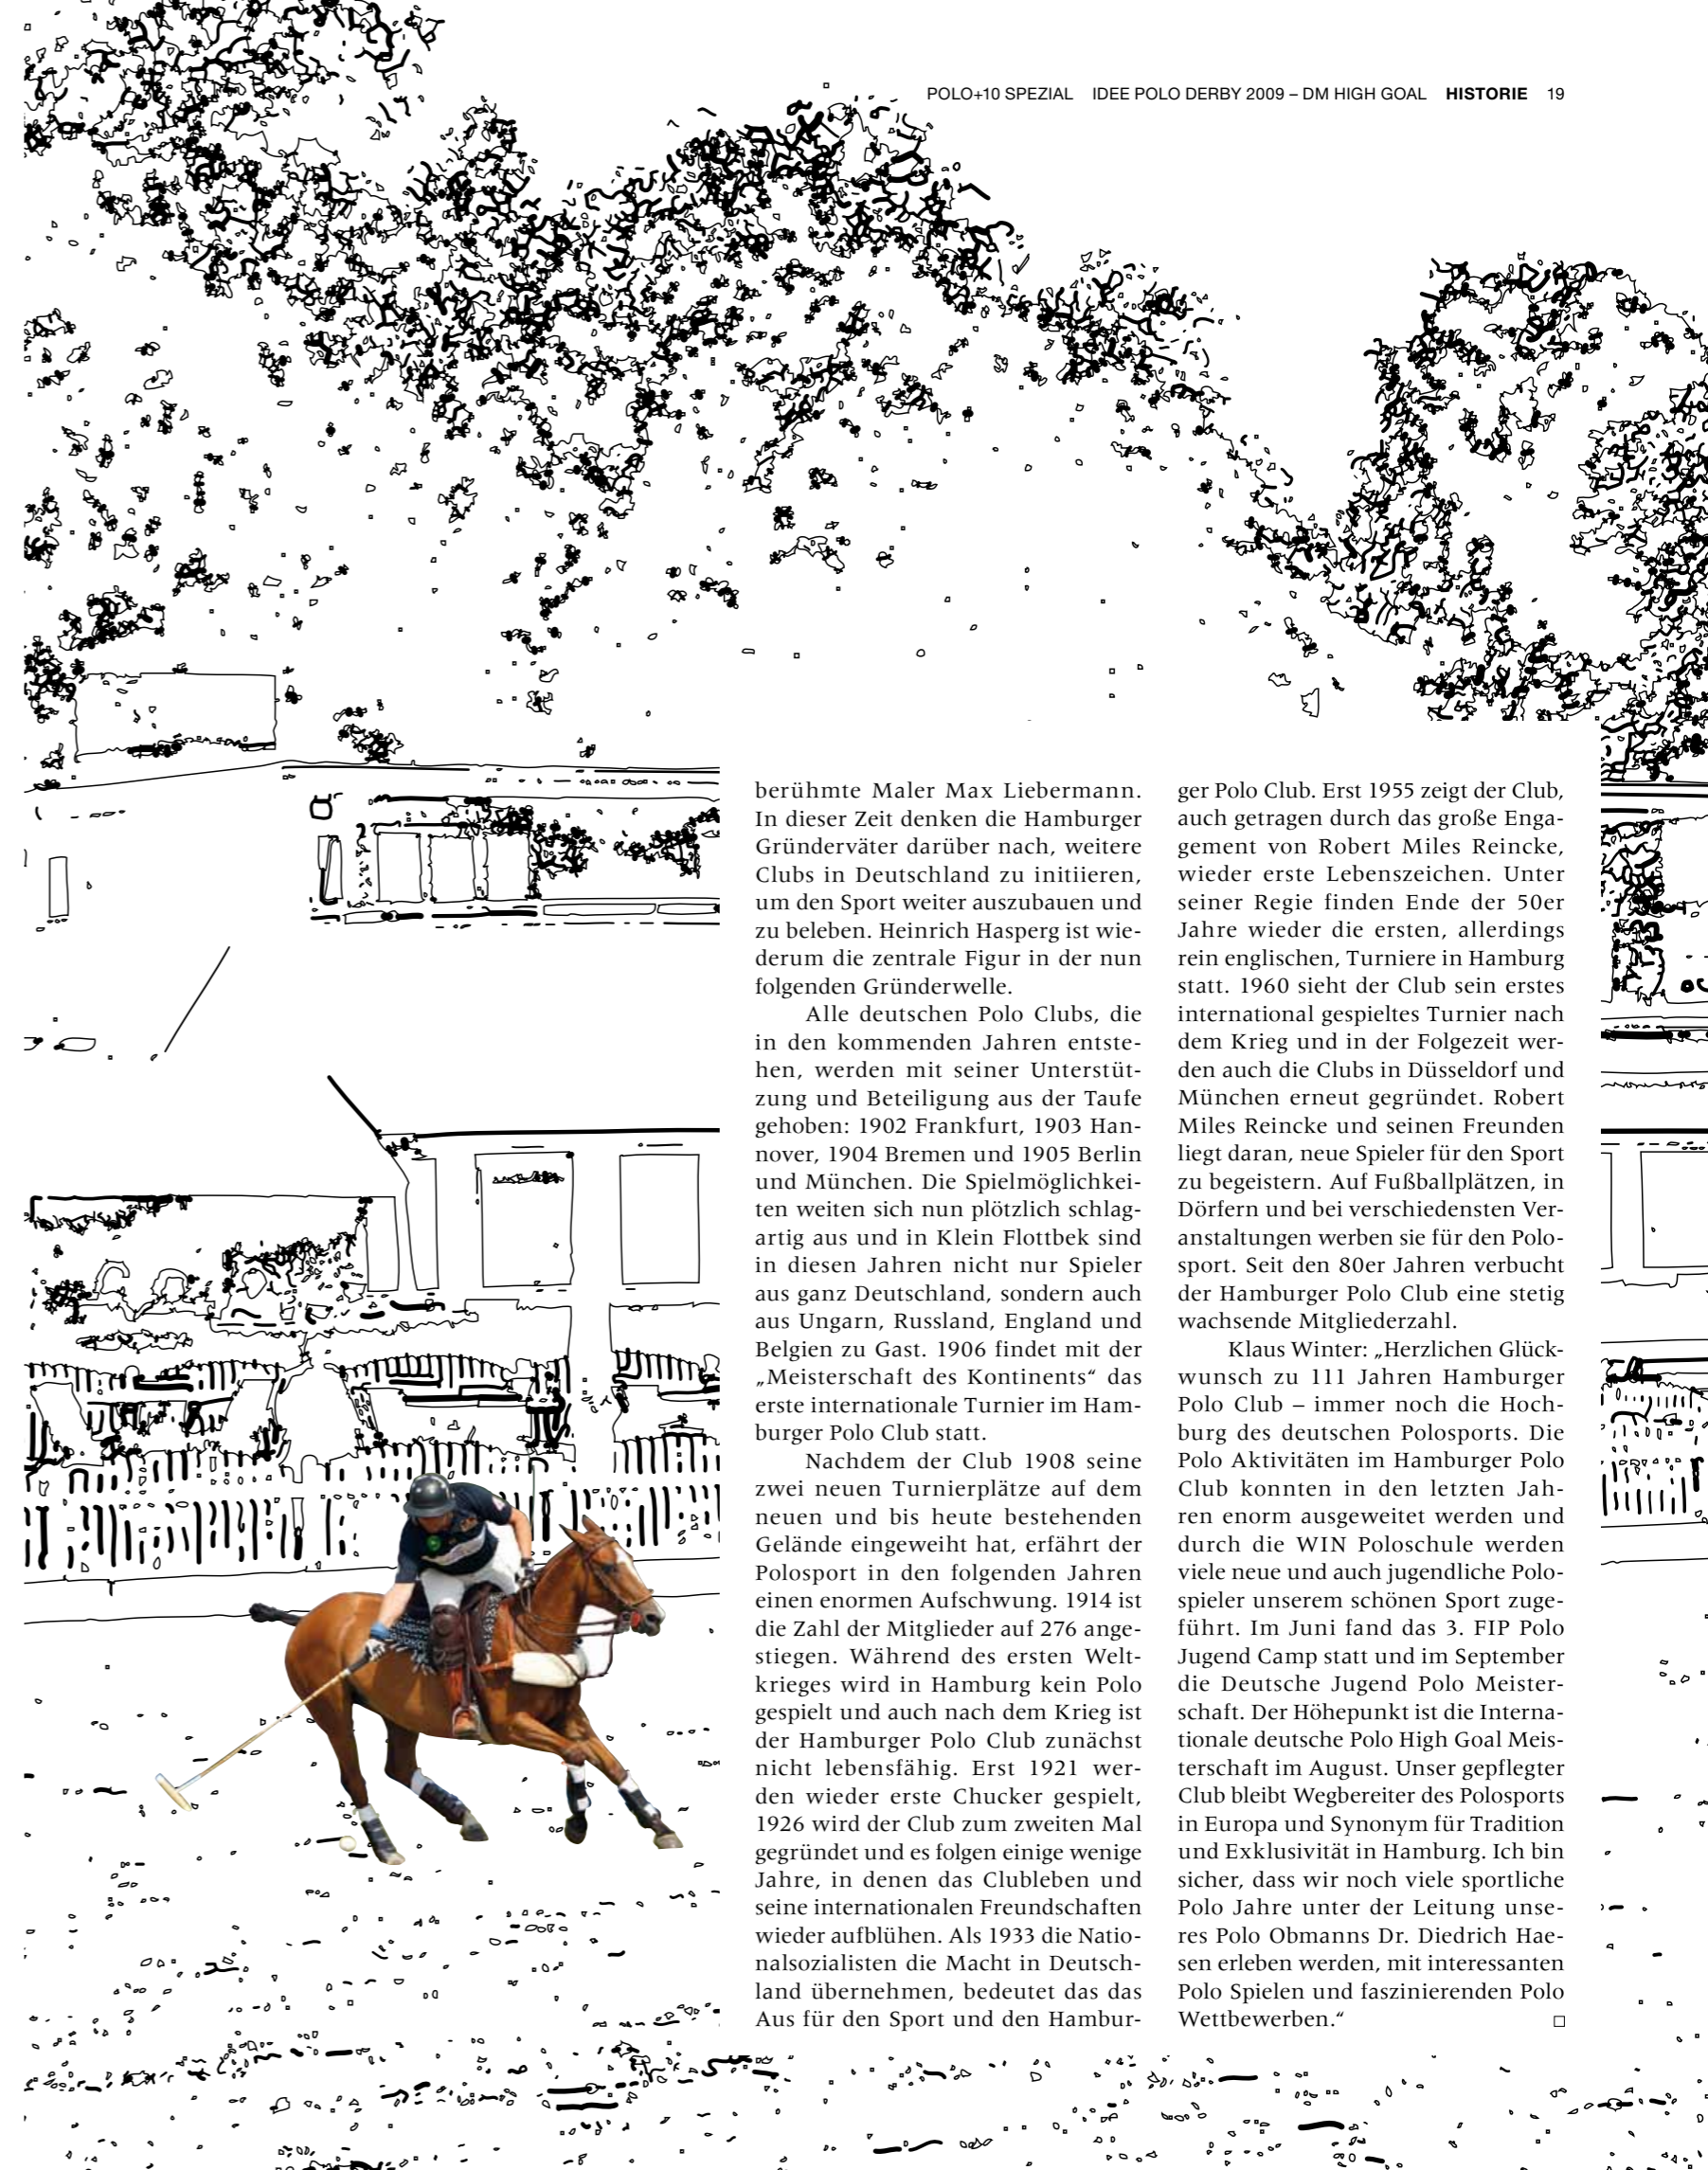 POLO+10 SPEZIAL IDEE POLO DERBY 2009 – DM HIGH GOAL HISTORIE 19
berühmte Maler Max Liebermann.
In dieser Zeit denken die Hamburger
Gründerväter darüber nach, weitere
Clubs in Deutschland zu initiieren,
um den Sport weiter auszubauen und
zu beleben. Heinrich Hasperg ist wie-
derum die zentrale Figur in der nun
folgenden Gründerwelle.
Alle deutschen Polo Clubs, die
in den kommenden Jahren entste-
hen, werden mit seiner Unterstüt-
zung und Beteiligung aus der Taufe
gehoben: 1902 Frankfurt, 1903 Han-
nover, 1904 Bremen und 1905 Berlin
und München. Die Spielmöglichkei-
ten weiten sich nun plötzlich schlag-
artig aus und in Klein Flottbek sind
in diesen Jahren nicht nur Spieler
aus ganz Deutschland, sondern auch
aus Ungarn, Russland, England und
Belgien zu Gast. 1906 findet mit der
„Meisterschaft des Kontinents“ das
erste internationale Turnier im Ham-
burger Polo Club statt.
Nachdem der Club 1908 seine
zwei neuen Turnierplätze auf dem
neuen und bis heute bestehenden
Gelände eingeweiht hat, erfährt der
Polosport in den folgenden Jahren
einen enormen Aufschwung. 1914 ist
die Zahl der Mitglieder auf 276 ange-
stiegen. Während des ersten Welt-
krieges wird in Hamburg kein Polo
gespielt und auch nach dem Krieg ist
der Hamburger Polo Club zunächst
nicht lebensfähig. Erst 1921 wer-
den wieder erste Chucker gespielt,
1926 wird der Club zum zweiten Mal
gegründet und es folgen einige wenige
Jahre, in denen das Clubleben und
seine internationalen Freundschaften
wieder aufblühen. Als 1933 die Natio-
nalsozialisten die Macht in Deutsch-
land übernehmen, bedeutet das das
Aus für den Sport und den Hambur-
ger Polo Club. Erst 1955 zeigt der Club,
auch getragen durch das große Enga-
gement von Robert Miles Reincke,
wieder erste Lebenszeichen. Unter
seiner Regie finden Ende der 50er
Jahre wieder die ersten, allerdings
rein englischen, Turniere in Hamburg
statt. 1960 sieht der Club sein erstes
international gespieltes Turnier nach
dem Krieg und in der Folgezeit wer-
den auch die Clubs in Düsseldorf und
München erneut gegründet. Robert
Miles Reincke und seinen Freunden
liegt daran, neue Spieler für den Sport
zu begeistern. Auf Fußballplätzen, in
Dörfern und bei verschiedensten Ver-
anstaltungen werben sie für den Polo-
sport. Seit den 80er Jahren verbucht
der Hamburger Polo Club eine stetig
wachsende Mitgliederzahl.
Klaus Winter: „Herzlichen Glück-
wunsch zu 111 Jahren Hamburger
Polo Club – immer noch die Hoch-
burg des deutschen Polosports. Die
Polo Aktivitäten im Hamburger Polo
Club konnten in den letzten Jah-
ren enorm ausgeweitet werden und
durch die WIN Poloschule werden
viele neue und auch jugendliche Polo-
spieler unserem schönen Sport zuge-
führt. Im Juni fand das 3. FIP Polo
Jugend Camp statt und im September
die Deutsche Jugend Polo Meister-
schaft. Der Höhepunkt ist die Interna-
tionale deutsche Polo High Goal Meis-
terschaft im August. Unser gepflegter
Club bleibt Wegbereiter des Polosports
in Europa und Synonym für Tradition
und Exklusivität in Hamburg. Ich bin
sicher, dass wir noch viele sportliche
Polo Jahre unter der Leitung unse-
res Polo Obmanns Dr. Diedrich Hae-
sen erleben werden, mit interessanten
Polo Spielen und faszinierenden Polo
Wettbewerben.“ □